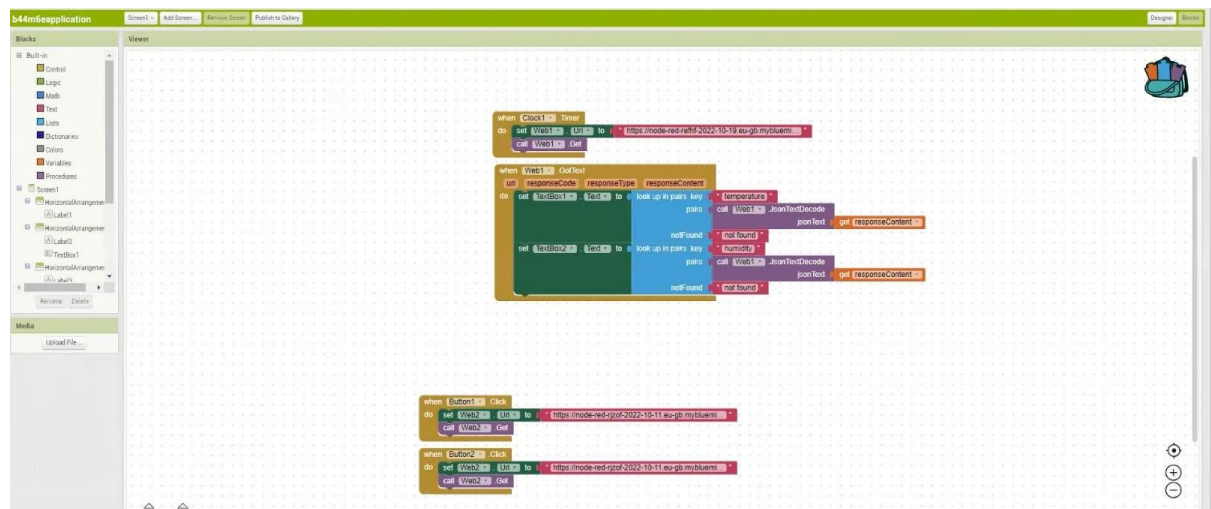 b44m6eapplication
Screen1 Add Screen ... Remove Screen Publish to Gallery Designer Blocks
Blocks
Viewer
Built-in
Control
Logic
Math
Text
Lists
Dictionaries
Colors
Variables
Procedures
Screen1
HorizontalArrangeme
Label1
HorizontalArrangeme
Label2
TextBox1
HorizontalArrangeme
Label3
Rename Delete
Media
Upload File ...
when Clock1 .Timer
do set Web1 . Url to " https://node-red-refhf-2022-10-19.eu-gb.mybluemi... "
call Web1 .Get
when Web1 .GotText
url responseCode responseType responseContent
do set TextBox1 . Text to look up in pairs key " temperature "
pairs call Web1 .JsonTextDecode
jsonText get responseContent
notFound " not found "
set TextBox2 . Text to look up in pairs key " humidity "
pairs call Web1 .JsonTextDecode
jsonText get responseContent
notFound " not found "
when Button1 .Click
do set Web2 . Url to " https://node-red-rjzof-2022-10-11.eu-gb.mybluemi... "
call Web2 .Get
when Button2 .Click
do set Web2 . Url to " https://node-red-rjzof-2022-10-11.eu-gb.mybluemi... "
call Web2 .Get